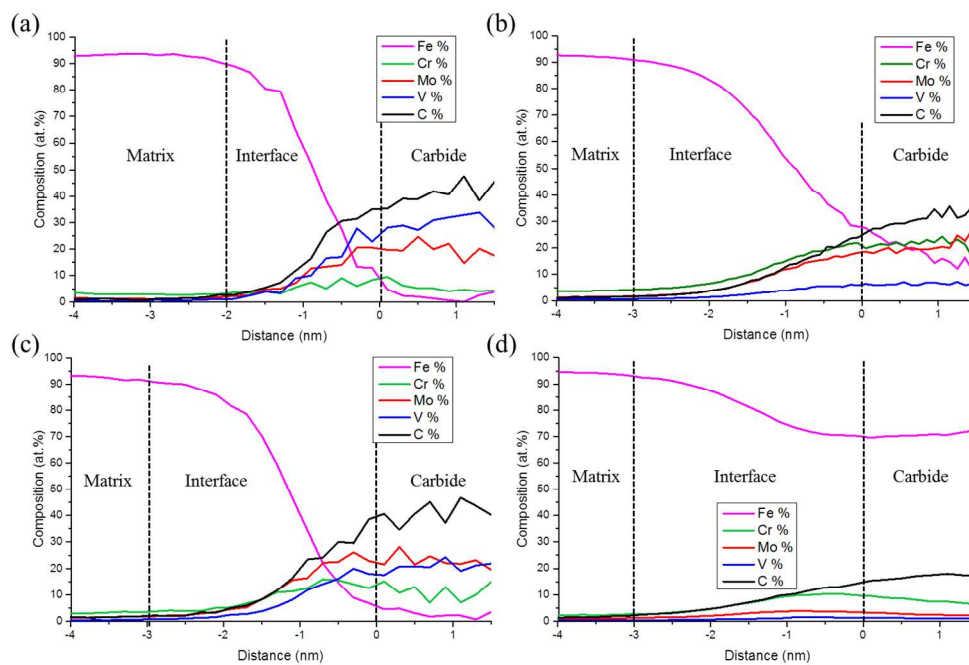 (a)
Composition (at.%)
100
90
80
70
60
50
40
30
20
10
0
-4
-3
-2
-1
0
1
Distance (nm)
Matrix
Interface
Carbide
Fe %
Cr %
Mo %
V %
C %
(b)
Composition (at.%)
100
90
80
70
60
50
40
30
20
10
0
-4
-3
-2
-1
0
1
Distance (nm)
Matrix
Interface
Carbide
Fe %
Cr %
Mo %
V %
C %
(c)
Composition (at.%)
100
90
80
70
60
50
40
30
20
10
0
-4
-3
-2
-1
0
1
Distance (nm)
Matrix
Interface
Carbide
Fe %
Cr %
Mo %
V %
C %
(d)
Composition (at.%)
100
90
80
70
60
50
40
30
20
10
0
-4
-3
-2
-1
0
1
Distance (nm)
Matrix
Interface
Carbide
Fe %
Cr %
Mo %
V %
C %